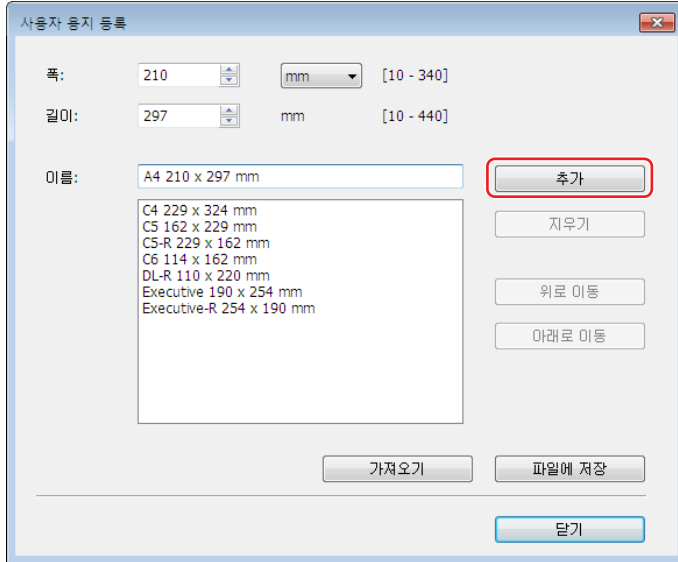 사용자 용지 등록
폭: 210 mm [10 - 340]
길이: 297 mm [10 - 440]
이름: A4 210 x 297 mm 추가
C4 229 x 324 mm
C5 162 x 229 mm
C5-R 229 x 162 mm
C6 114 x 162 mm
DL-R 110 x 220 mm
Executive 190 x 254 mm
Executive-R 254 x 190 mm
지우기
위로 이동
아래로 이동
가져오기 파일에 저장
닫기